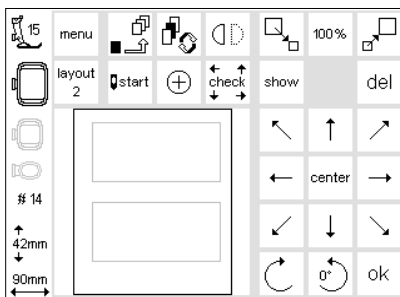 15 menu 100%
layout
2
start check show del
center
# 14
42mm
90mm
0° ok